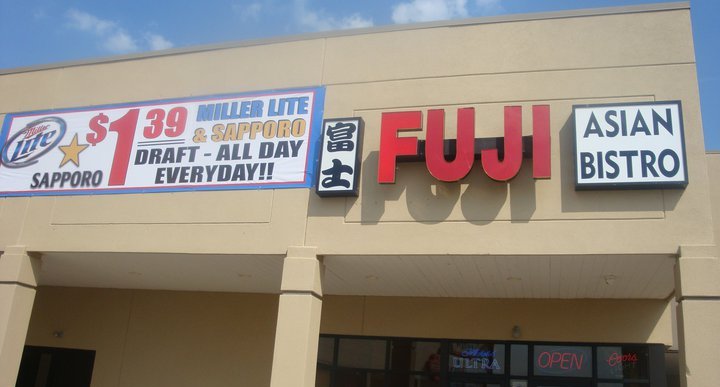 Miller
Lite
SAPPORO
$1 39
MILLER LITE
& SAPPORO
DRAFT - ALL DAY
EVERYDAY!!
富士
FUJI
ASIAN
BISTRO
ULTRA
OPEN
Coors